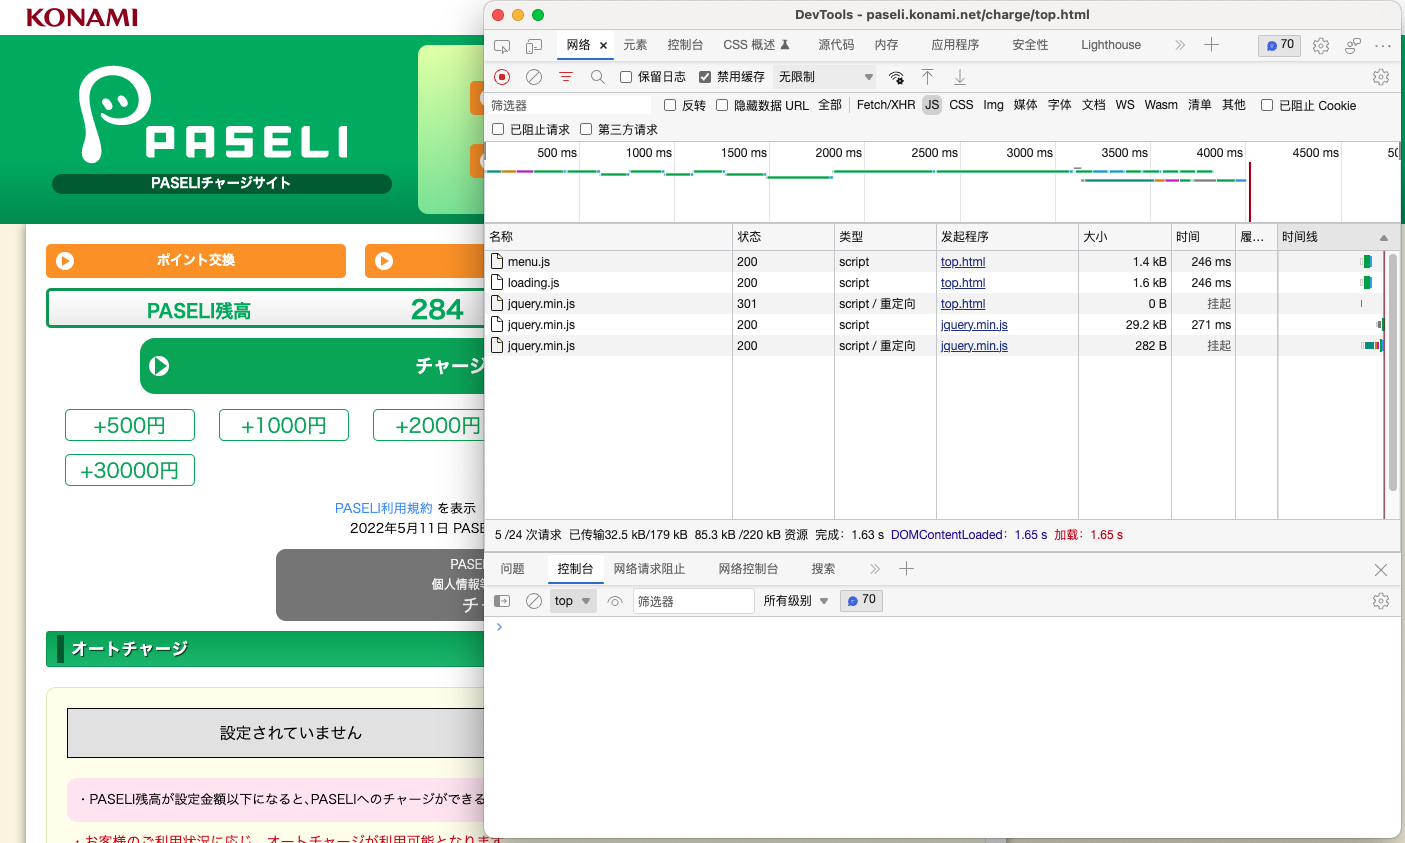 KONAMI
PASELI
PASELIチャージサイト
ポイント交換
PASELI残高 284
チャージ
+500円 +1000円 +2000円
+30000円
PASELI利用規約 を表示
2022年5月11日 PASE
PASEL
個人情報等
チャ
オートチャージ
設定されていません
・PASELI残高が設定金額以下になると、PASELIへのチャージができる
・お客様のご利用状況に応じ、オートチャージが利用可能となります
DevTools - paseli.konami.net/charge/top.html
网络 × 元素 控制台 CSS 概述 源代码 内存 应用程序 安全性 Lighthouse 70
保留日志 禁用缓存 无限制
筛选器 反转 隐藏数据 URL 全部 Fetch/XHR JS CSS Img 媒体 字体 文档 WS Wasm 清单 其他 已阻止 Cookie
已阻止请求 第三方请求
500 ms 1000 ms 1500 ms 2000 ms 2500 ms 3000 ms 3500 ms 4000 ms 4500 ms
名称 状态 类型 发起程序 大小 时间 履... 时间线
menu.js 200 script top.html 1.4 kB 246 ms
loading.js 200 script top.html 1.6 kB 246 ms
jquery.min.js 301 script / 重定向 top.html 0 B 挂起
jquery.min.js 200 script jquery.min.js 29.2 kB 271 ms
jquery.min.js 200 script / 重定向 jquery.min.js 282 B 挂起
5 /24 次请求 已传输32.5 kB/179 kB 85.3 kB /220 kB 资源 完成：1.63 s DOMContentLoaded：1.65 s 加载：1.65 s
问题 控制台 网络请求阻止 网络控制台 搜索
top 筛选器 所有级别 70